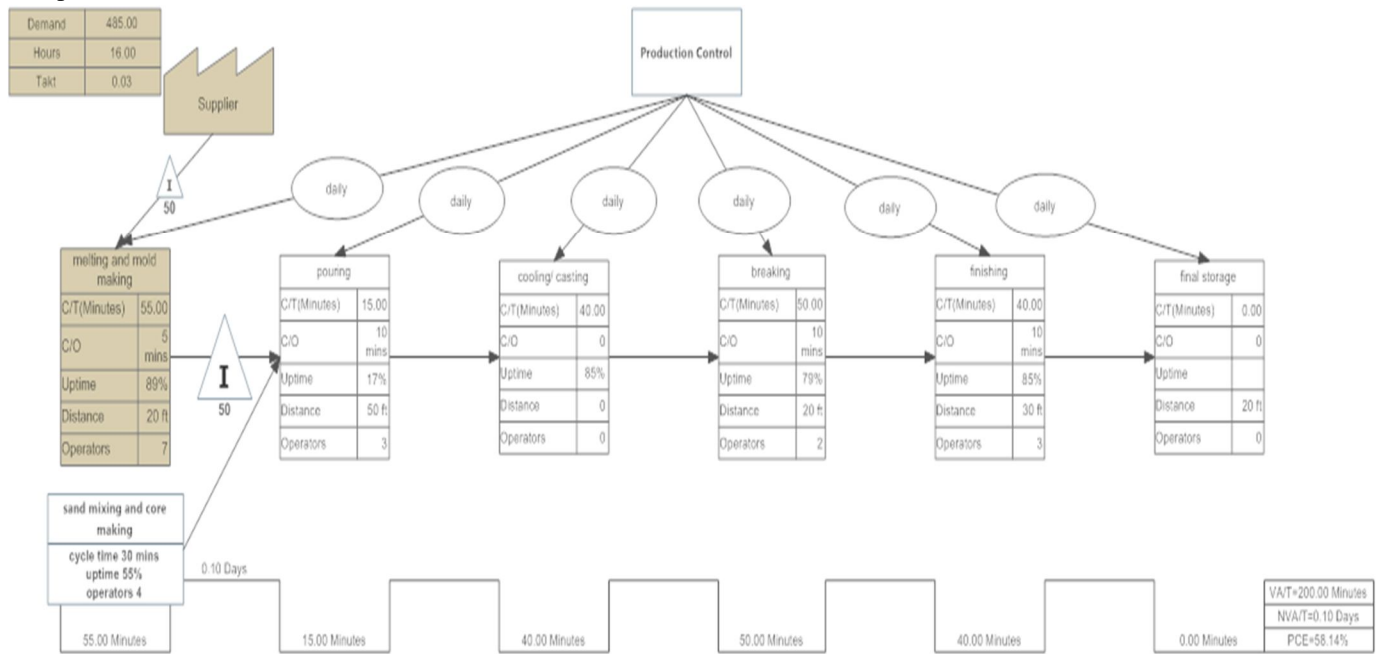 Demand 485.00
Hours 16.00
Takt 0.03
Supplier
Production Control
I
50
daily
daily
daily
daily
daily
daily
melting and mold
making
C/T(Minutes) 55.00
C/O 5
mins
Uptime 89%
Distance 20 ft
Operators 7
I
50
pouring
C/T(Minutes) 15.00
C/O 10
mins
Uptime 17%
Distance 50 ft
Operators 3
cooling/ casting
C/T(Minutes) 40.00
C/O 0
Uptime 85%
Distance 0
Operators 0
breaking
C/T(Minutes) 50.00
C/O 10
mins
Uptime 79%
Distance 20 ft
Operators 2
finishing
C/T(Minutes) 40.00
C/O 10
mins
Uptime 85%
Distance 30 ft
Operators 3
final storage
C/T(Minutes) 0.00
C/O 0
Uptime
Distance 20 ft
Operators 0
sand mixing and core
making
cycle time 30 mins
uptime 55%
operators 4
0.10 Days
55.00 Minutes
15.00 Minutes
40.00 Minutes
50.00 Minutes
40.00 Minutes
0.00 Minutes
VA/T=200.00 Minutes
NVA/T=0.10 Days
PCE=58.14%